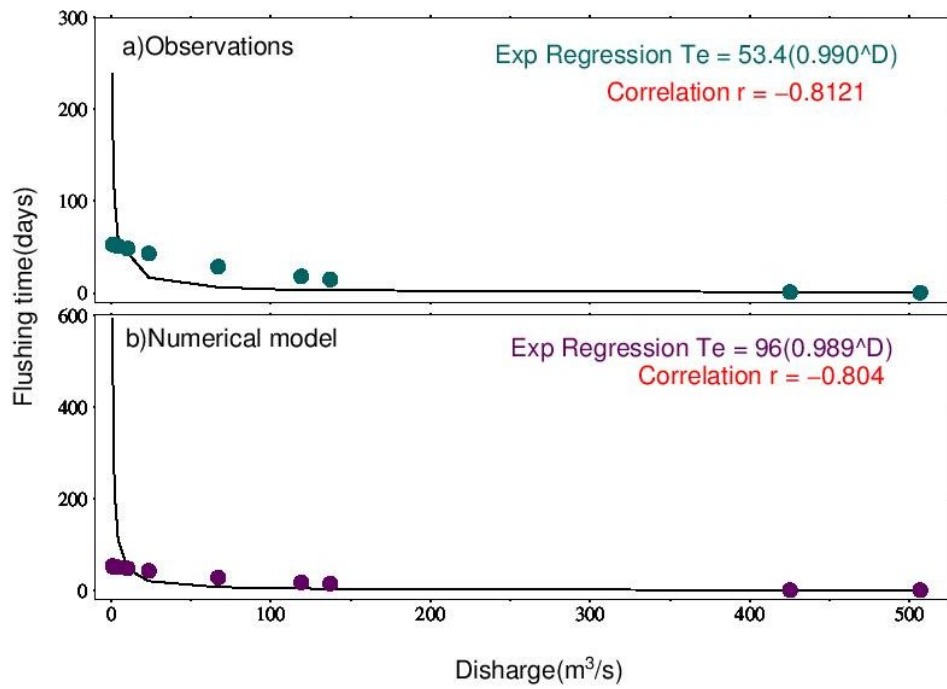 300
a)Observations
Exp Regression Te = 53.4(0.990^D)
Correlation r = −0.8121
200
100
0
Flushing time(days)
600
b)Numerical model
Exp Regression Te = 96(0.989^D)
Correlation r = −0.804
400
200
0
0 100 200 300 400 500
Disharge(m³/s)